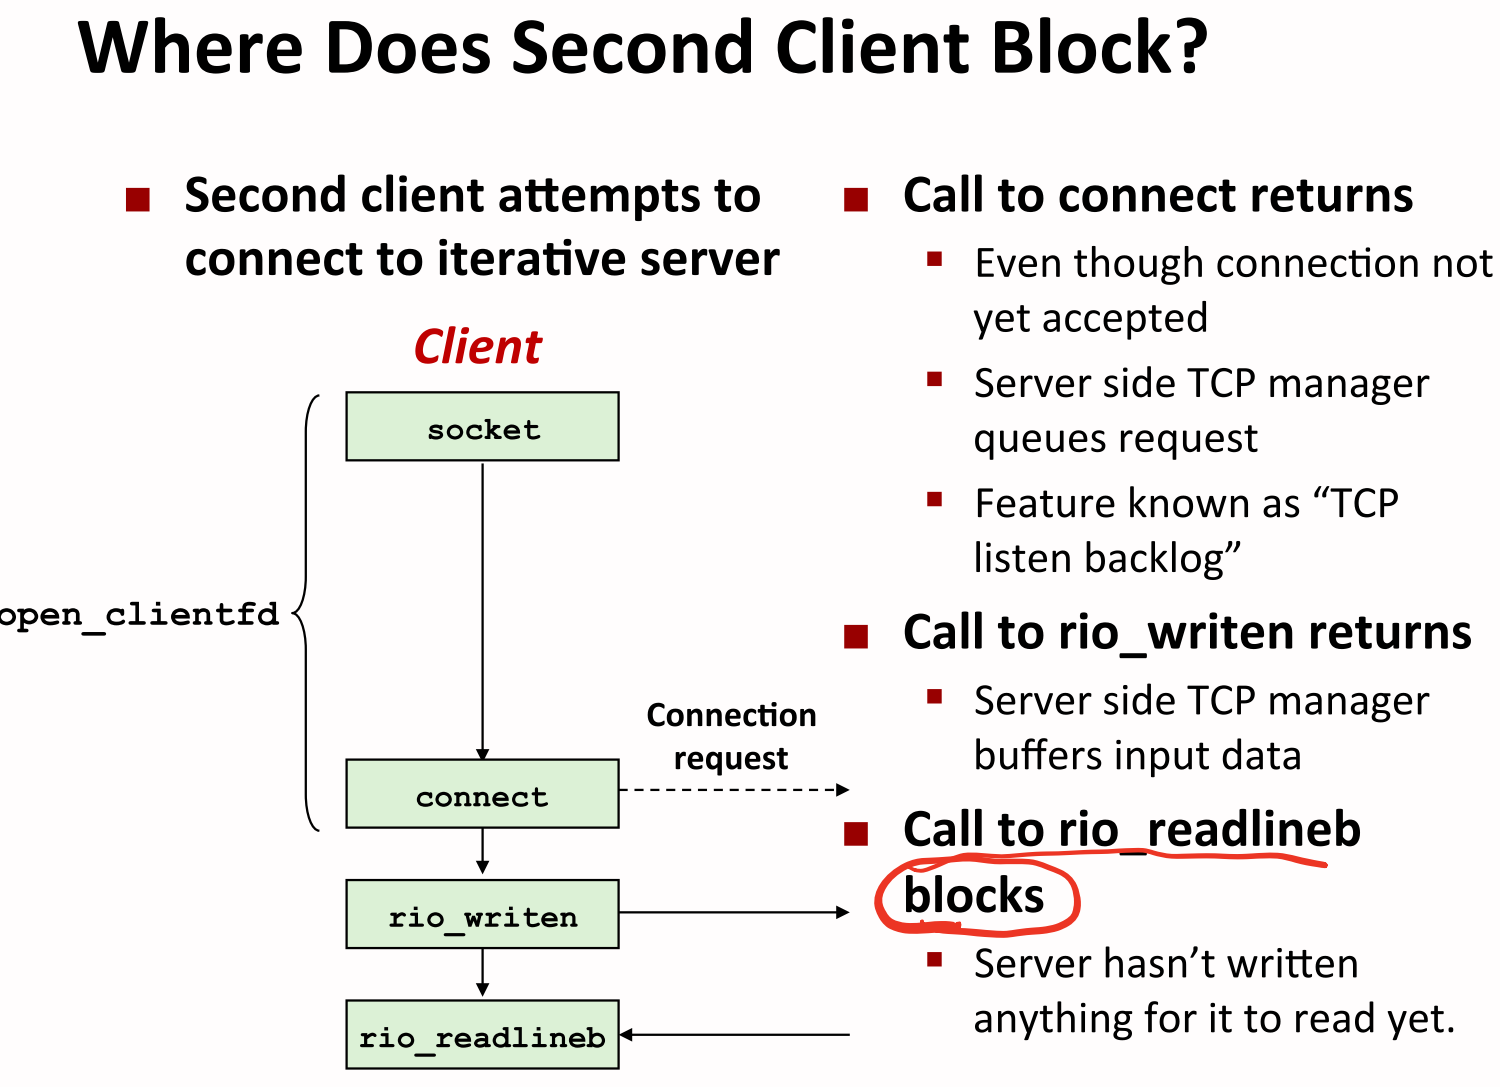 Where Does Second Client Block?
Second client attempts to
connect to iterative server
Client
socket
open_clientfd
Connection
request
connect
rio_writen
rio_readlineb
Call to connect returns
Even though connection not
yet accepted
Server side TCP manager
queues request
Feature known as “TCP
listen backlog”
Call to rio_writen returns
Server side TCP manager
buffers input data
Call to rio_readlineb
blocks
Server hasn’t written
anything for it to read yet.